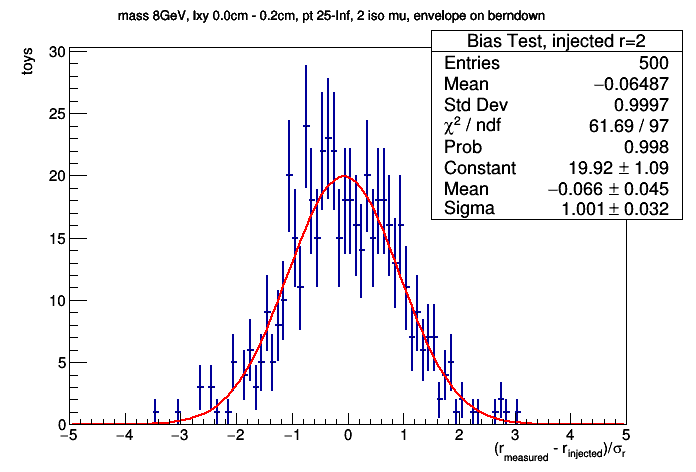 mass 8GeV, lxy 0.0cm - 0.2cm, pt 25-Inf, 2 iso mu, envelope on berndown
toys
Bias Test, injected r=2
Entries 500
Mean −0.06487
Std Dev 0.9997
χ² / ndf 61.69 / 97
Prob 0.998
Constant 19.92 ± 1.09
Mean −0.066 ± 0.045
Sigma 1.001 ± 0.032
30
25
20
15
10
5
0
−5 −4 −3 −2 −1 0 1 2 3 4 5
(r_measured - r_injected)/σ_r